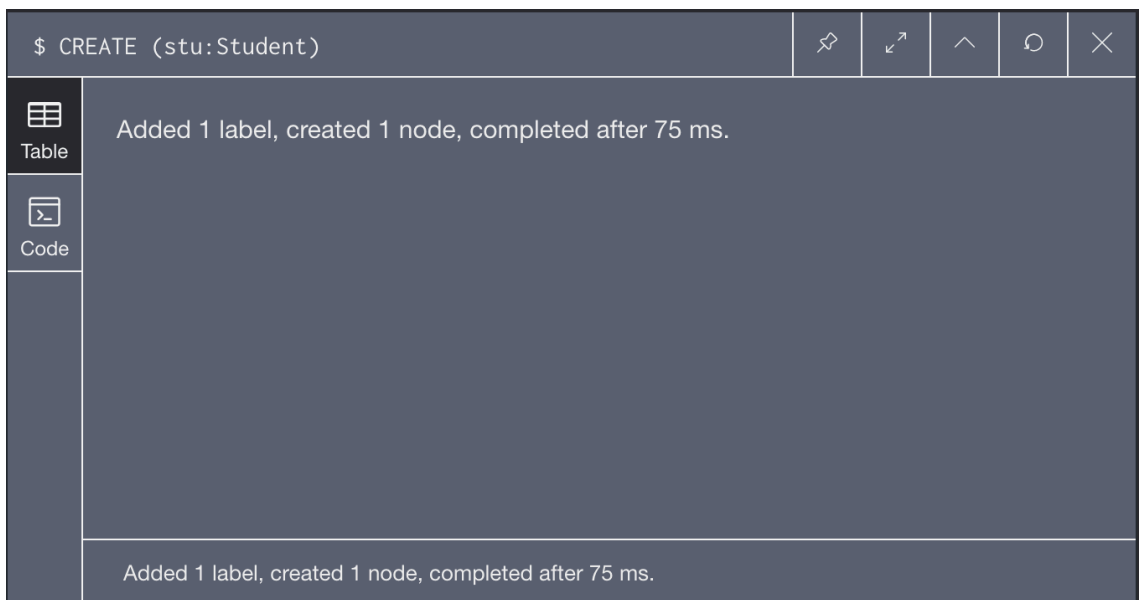 $ CREATE (stu:Student)
Table
Added 1 label, created 1 node, completed after 75 ms.
Code
Added 1 label, created 1 node, completed after 75 ms.